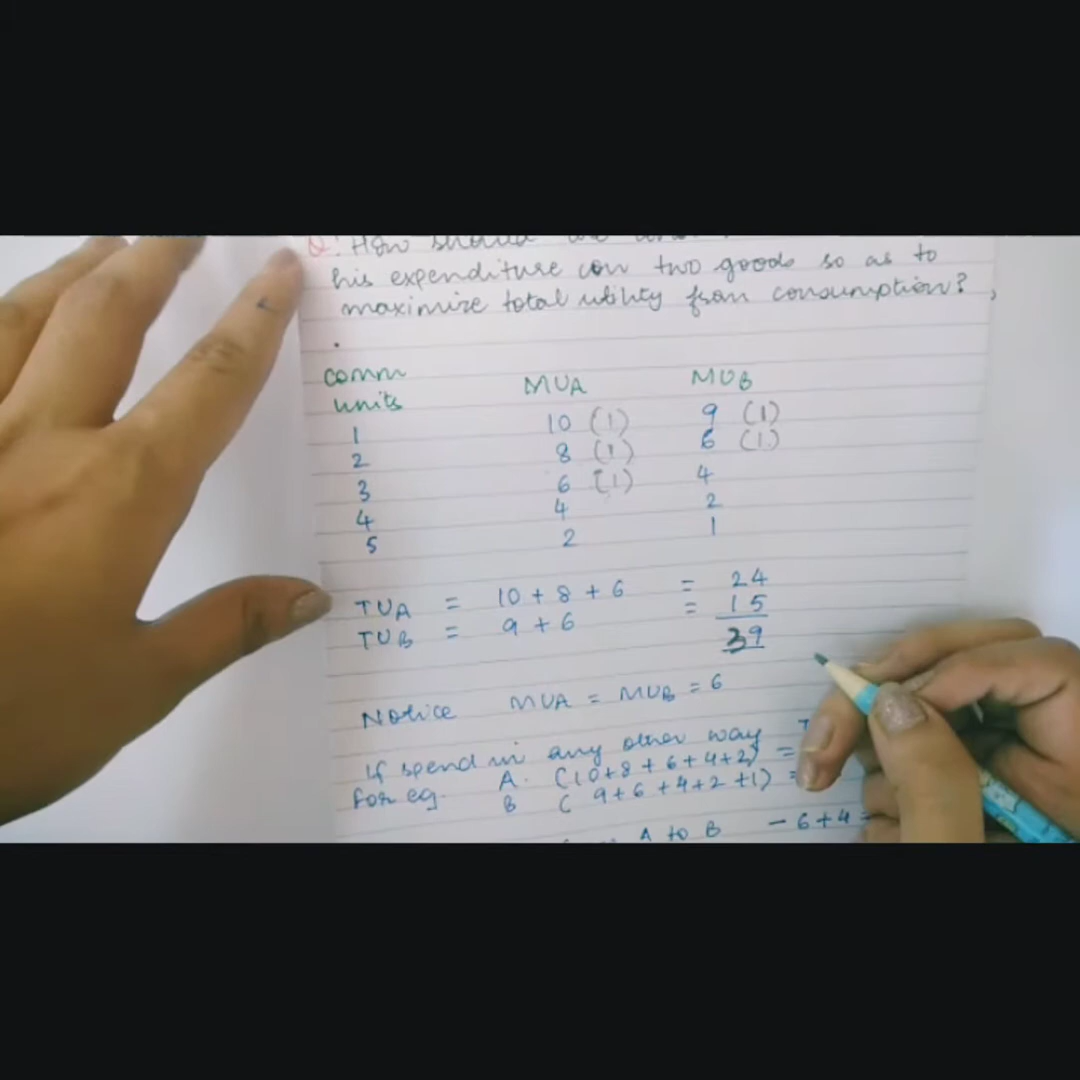 Q. How should
his expenditure on two goods so as to
maximize total utility from consumption?
comm MUA MUB
units
1 10 (1) 9 (1)
2 8 (1) 6 (1)
3 6 (1) 4
4 4 2
5 2 1
TUA = 10 + 8 + 6 = 24
TUB = 9 + 6 = 15
39
Notice MUA = MUB = 6
If spend in any other way
for eg. A. (10+8+6+4+2) =
B (9+6+4+2+1) =
A to B - 6+4 =